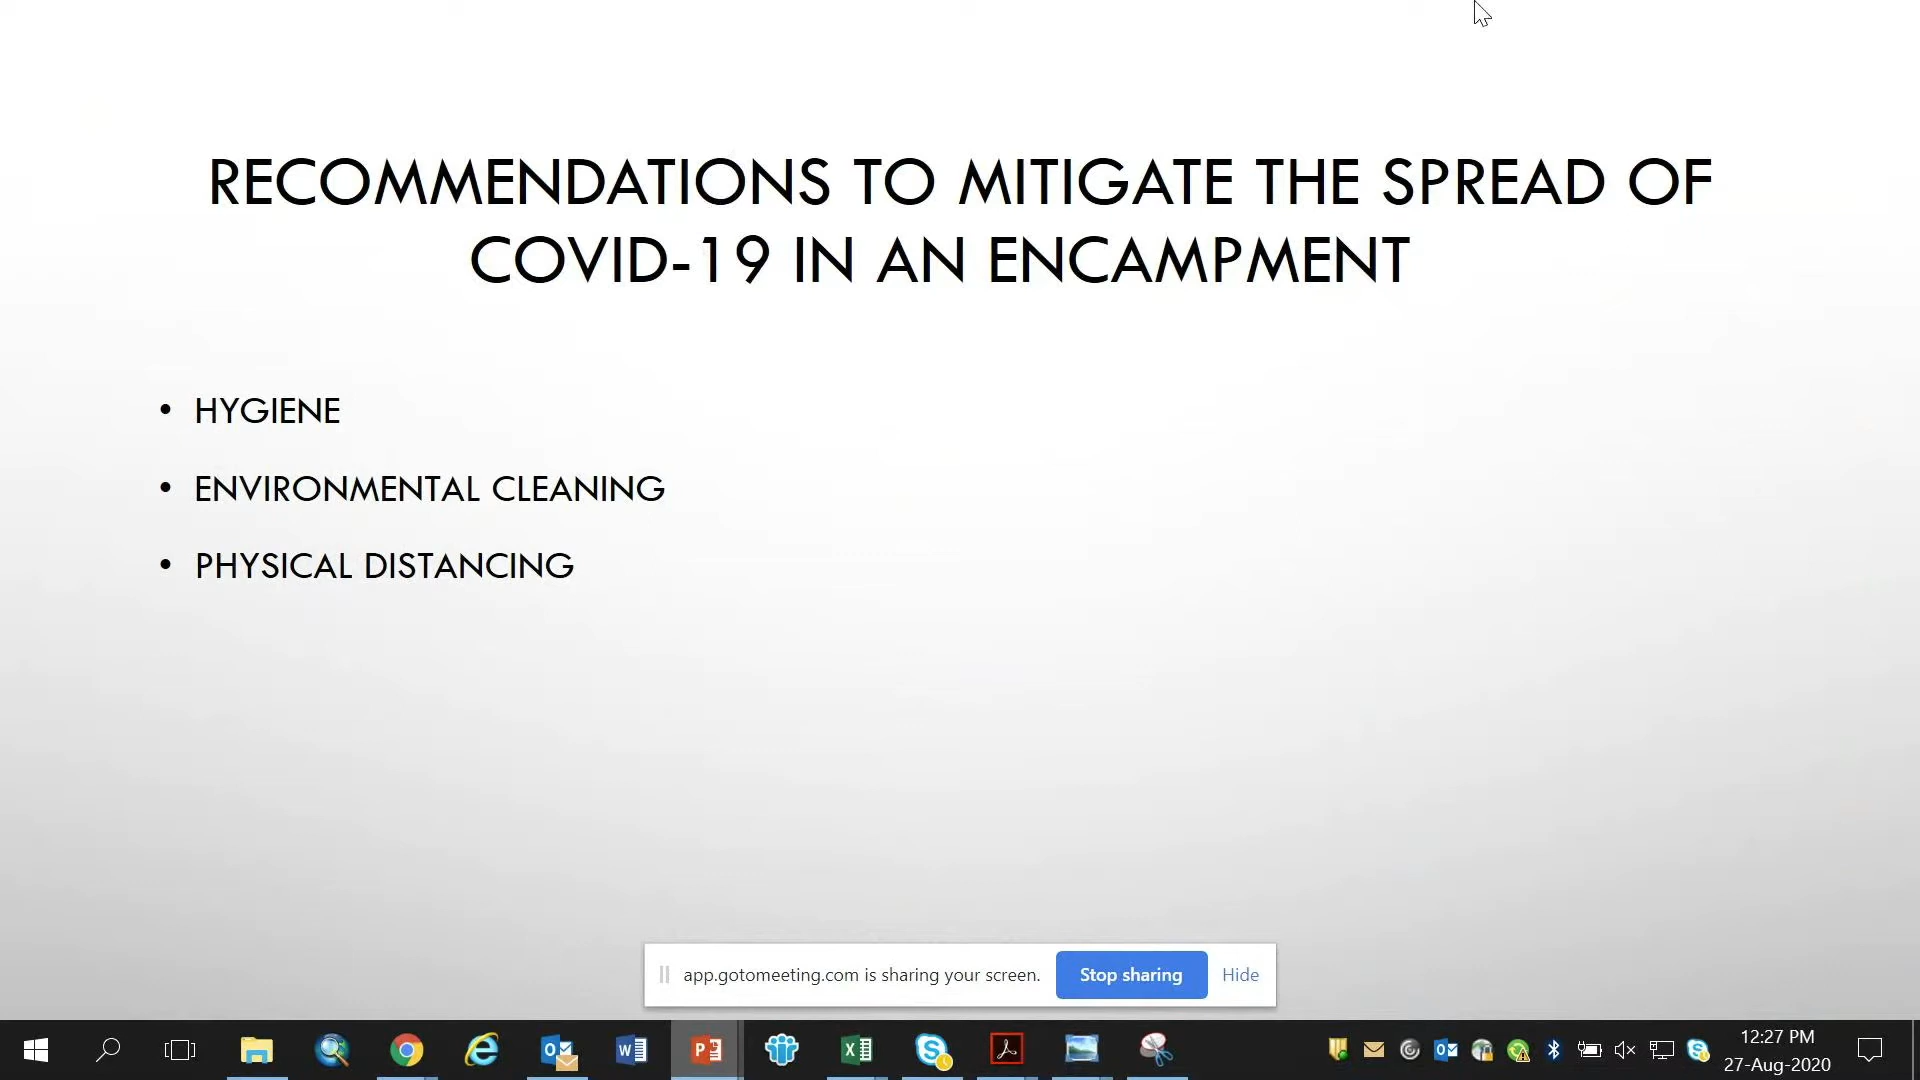 RECOMMENDATIONS TO MITIGATE THE SPREAD OF
COVID-19 IN AN ENCAMPMENT
• HYGIENE
• ENVIRONMENTAL CLEANING
• PHYSICAL DISTANCING
app.gotomeeting.com is sharing your screen. Stop sharing Hide
12:27 PM
27-Aug-2020